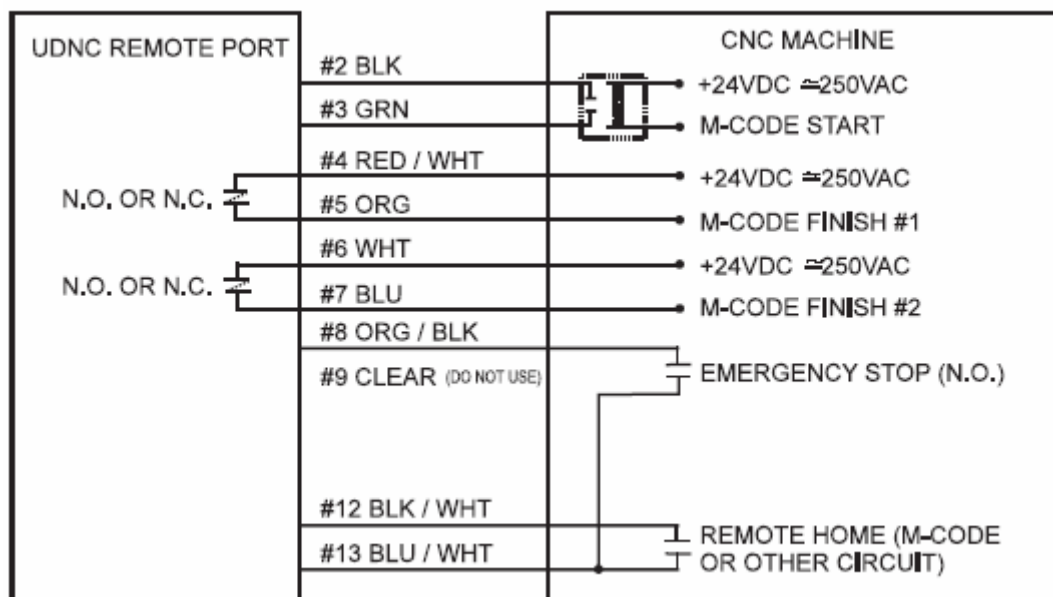 UDNC REMOTE PORT
CNC MACHINE
#2 BLK
+24VDC ≃250VAC
#3 GRN
M-CODE START
#4 RED / WHT
+24VDC ≃250VAC
N.O. OR N.C.
#5 ORG
M-CODE FINISH #1
#6 WHT
+24VDC ≃250VAC
N.O. OR N.C.
#7 BLU
M-CODE FINISH #2
#8 ORG / BLK
#9 CLEAR (DO NOT USE)
EMERGENCY STOP (N.O.)
#12 BLK / WHT
REMOTE HOME (M-CODE
#13 BLU / WHT
OR OTHER CIRCUIT)